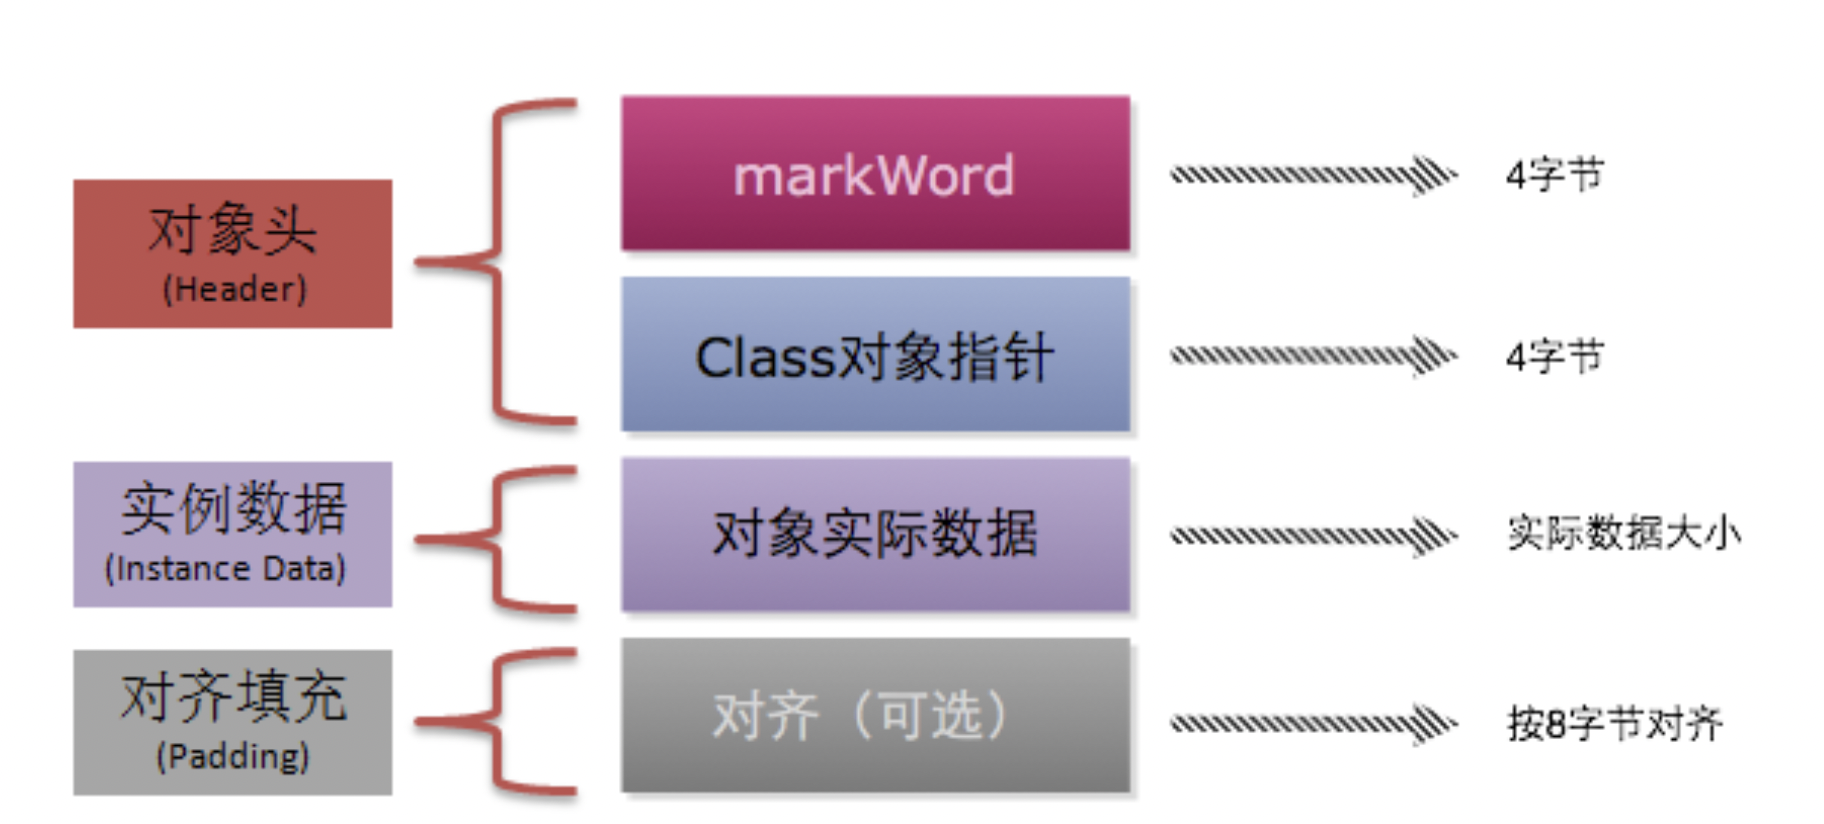 对象头
(Header)
markWord
4字节
Class对象指针
4字节
实例数据
(Instance Data)
对象实际数据
实际数据大小
对齐填充
(Padding)
对齐（可选）
按8字节对齐